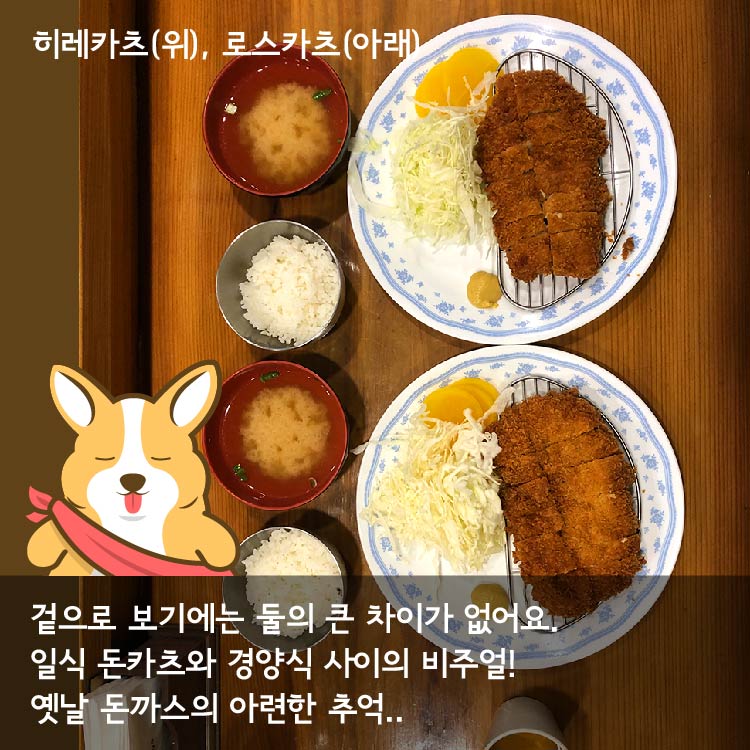 히레카츠(위), 로스카츠(아래)
겉으로 보기에는 둘의 큰 차이가 없어요.
일식 돈카츠와 경양식 사이의 비주얼!
옛날 돈까스의 아련한 추억..